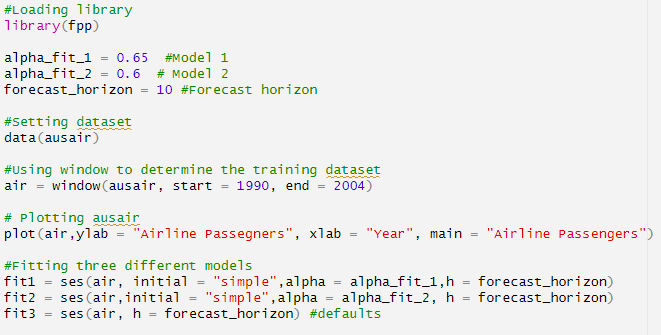 #Loading library
library(fpp)
alpha_fit_1 = 0.65 #Model 1
alpha_fit_2 = 0.6 # Model 2
forecast_horizon = 10 #Forecast horizon
#Setting dataset
data(ausair)
#Using window to determine the training dataset
air = window(ausair, start = 1990, end = 2004)
# Plotting ausair
plot(air,ylab = "Airline Passegners", xlab = "Year", main = "Airline Passengers")
#Fitting three different models
fit1 = ses(air, initial = "simple",alpha = alpha_fit_1,h = forecast_horizon)
fit2 = ses(air,initial = "simple",alpha = alpha_fit_2, h = forecast_horizon)
fit3 = ses(air, h = forecast_horizon) #defaults